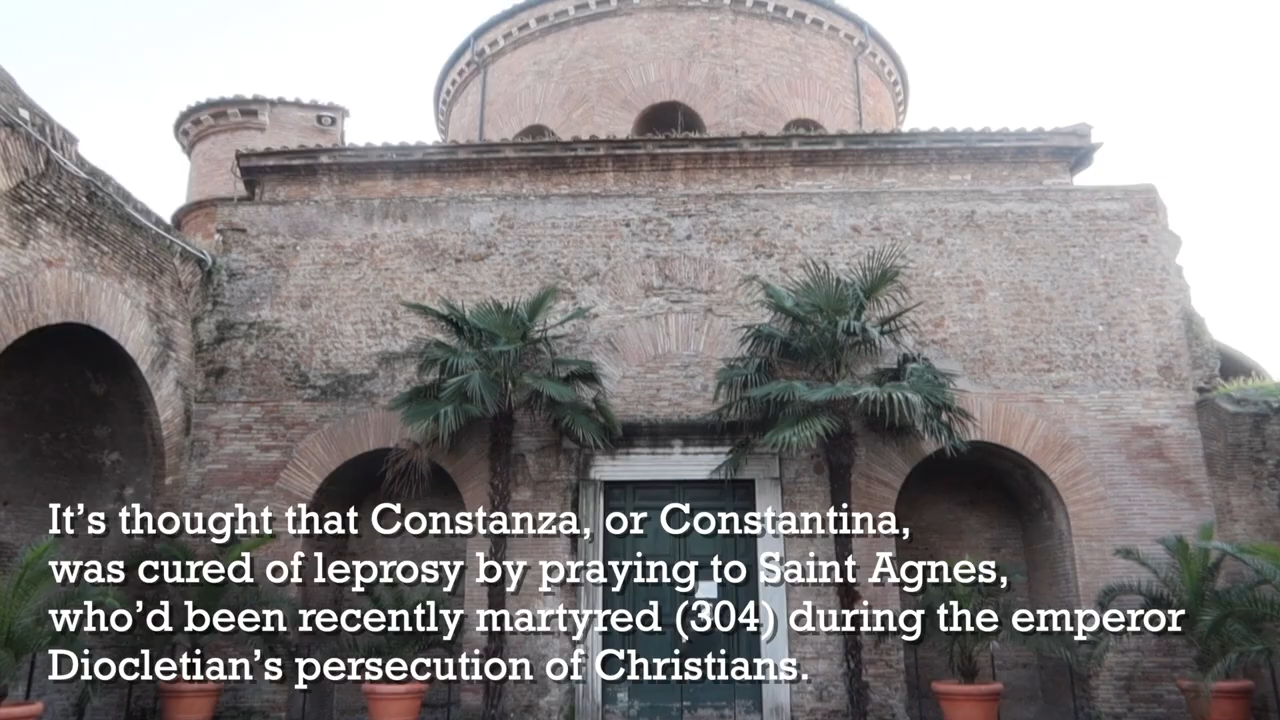 It’s thought that Constanza, or Constantina,
was cured of leprosy by praying to Saint Agnes,
who’d been recently martyred (304) during the emperor
Diocletian’s persecution of Christians.